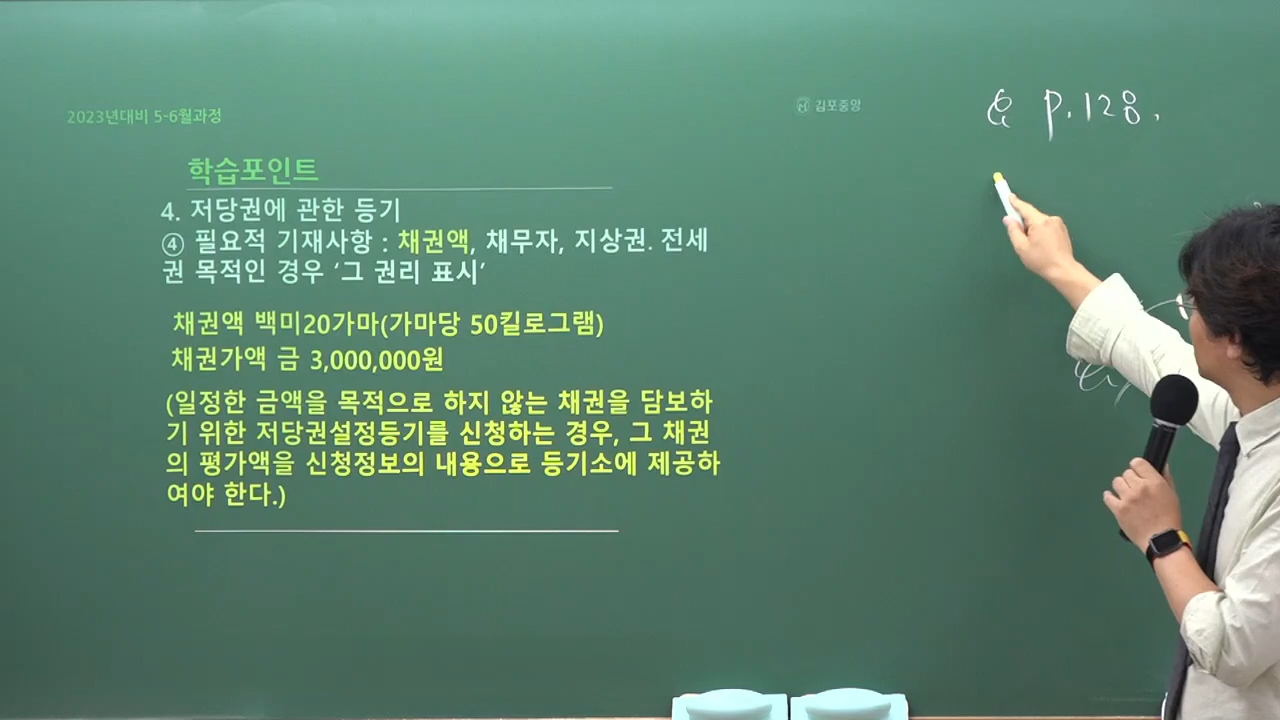 2023년대비 5-6월과정
김포중앙
p.128.
학습포인트
4. 저당권에 관한 등기
④ 필요적 기재사항 : 채권액, 채무자, 지상권. 전세
권 목적인 경우 ‘그 권리 표시’
채권액 백미20가마(가마당 50킬로그램)
채권가액 금 3,000,000원
(일정한 금액을 목적으로 하지 않는 채권을 담보하
기 위한 저당권설정등기를 신청하는 경우, 그 채권
의 평가액을 신청정보의 내용으로 등기소에 제공하
여야 한다.)